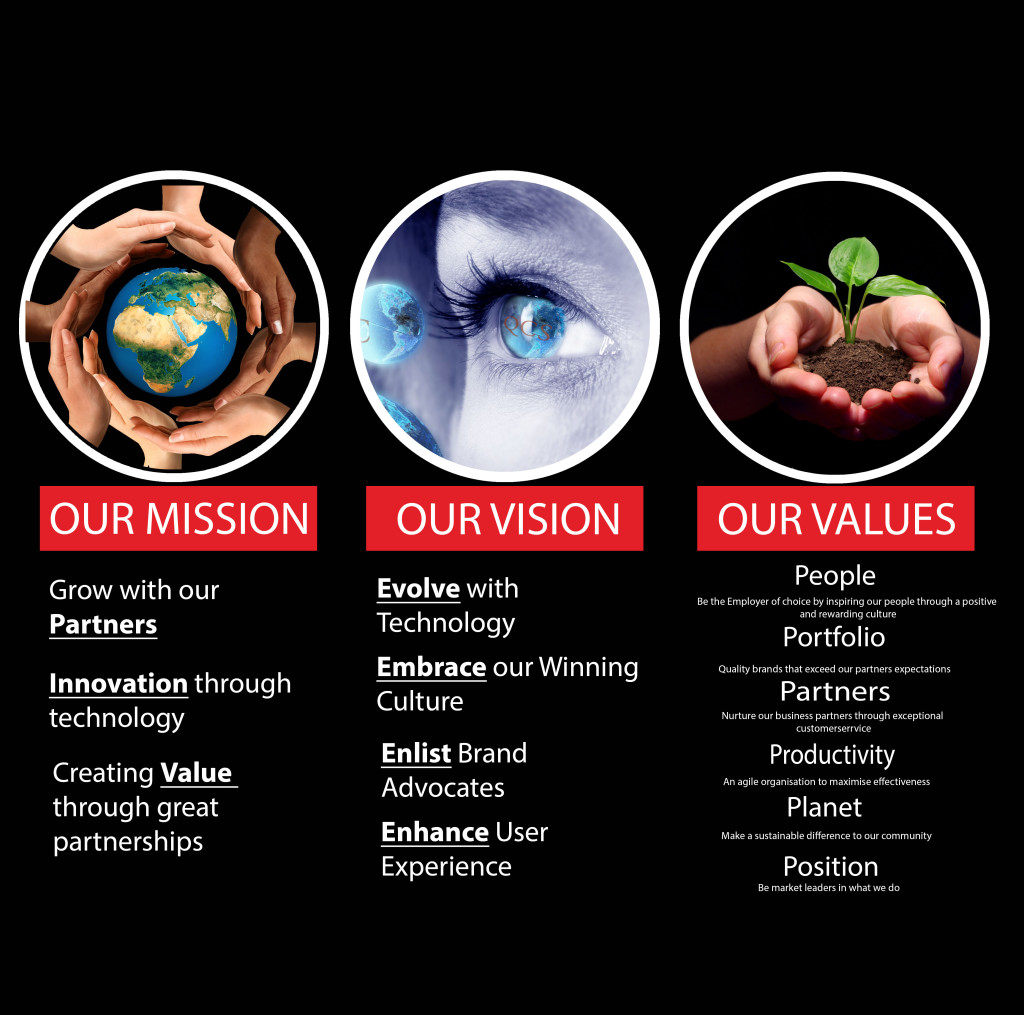 OUR MISSION
Grow with our
Partners
Innovation through
technology
Creating Value
through great
partnerships
OUR VISION
Evolve with
Technology
Embrace our Winning
Culture
Enlist Brand
Advocates
Enhance User
Experience
OUR VALUES
People
Be the Employer of choice by inspiring our people through a positive
and rewarding culture
Portfolio
Quality brands that exceed our partners expectations
Partners
Nurture our business partners through exceptional
customerserrvice
Productivity
An agile organisation to maximise effectiveness
Planet
Make a sustainable difference to our community
Position
Be market leaders in what we do